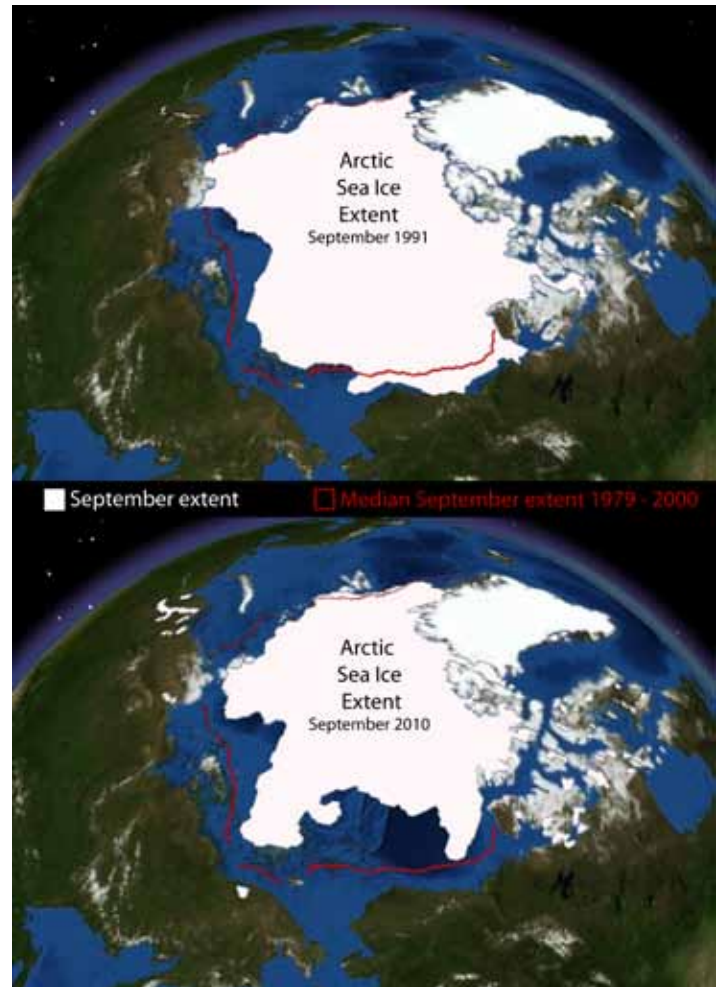 Arctic
Sea Ice
Extent
September 1991
September extent Median September extent 1979 - 2000
Arctic
Sea Ice
Extent
September 2010